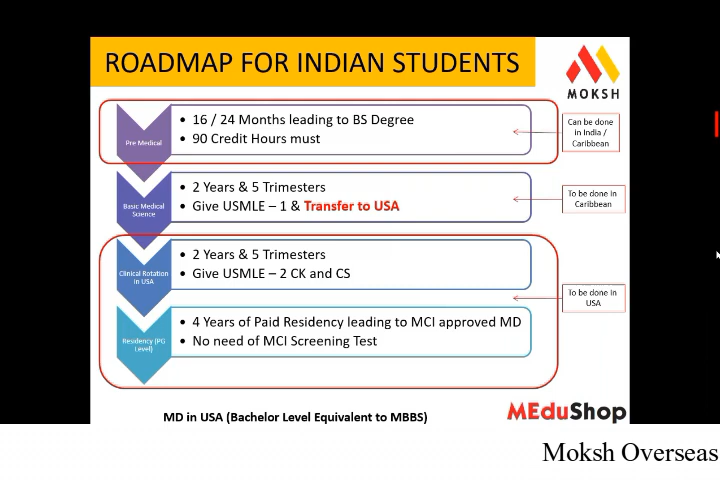 ROADMAP FOR INDIAN STUDENTS
MOKSH
Pre Medical
• 16 / 24 Months leading to BS Degree
• 90 Credit Hours must
Can be done
in India /
Caribbean
Basic Medical
Science
• 2 Years & 5 Trimesters
• Give USMLE – 1 & Transfer to USA
To be done in
Caribbean
Clinical Rotation
in USA
• 2 Years & 5 Trimesters
• Give USMLE – 2 CK and CS
To be done in
USA
Residency (PG
Level)
• 4 Years of Paid Residency leading to MCI approved MD
• No need of MCI Screening Test
MD in USA (Bachelor Level Equivalent to MBBS)
MEduShop
Moksh Overseas